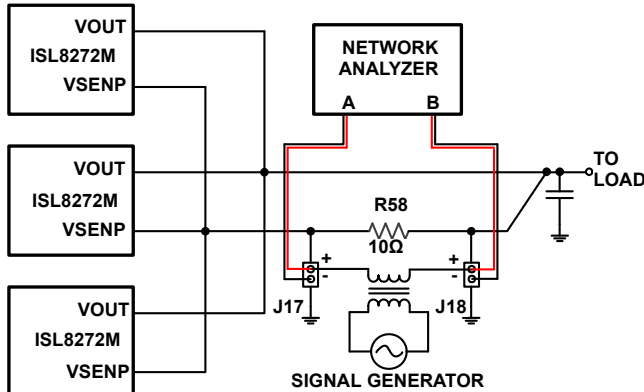 VOUT
ISL8272M
VSENP
VOUT
ISL8272M
VSENP
VOUT
ISL8272M
VSENP
NETWORK
ANALYZER
A B
TO
LOAD
R58
10Ω
+
-
+
-
J17
J18
SIGNAL GENERATOR